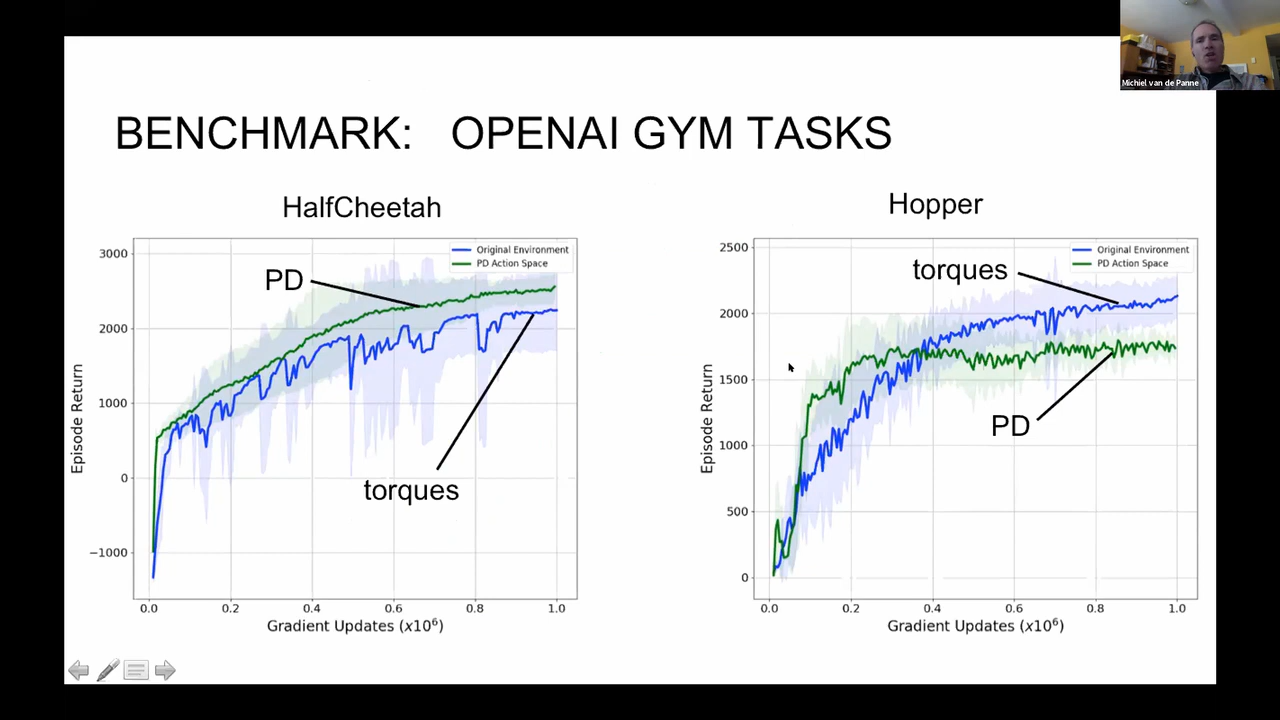 Michiel van de Panne
BENCHMARK: OPENAI GYM TASKS
HalfCheetah
Original Environment
PD Action Space
PD
torques
3000
2000
1000
0
−1000
Episode Return
0.0 0.2 0.4 0.6 0.8 1.0
Gradient Updates (x10⁶)
Hopper
Original Environment
PD Action Space
torques
PD
2500
2000
1500
1000
500
0
Episode Return
0.0 0.2 0.4 0.6 0.8 1.0
Gradient Updates (x10⁶)